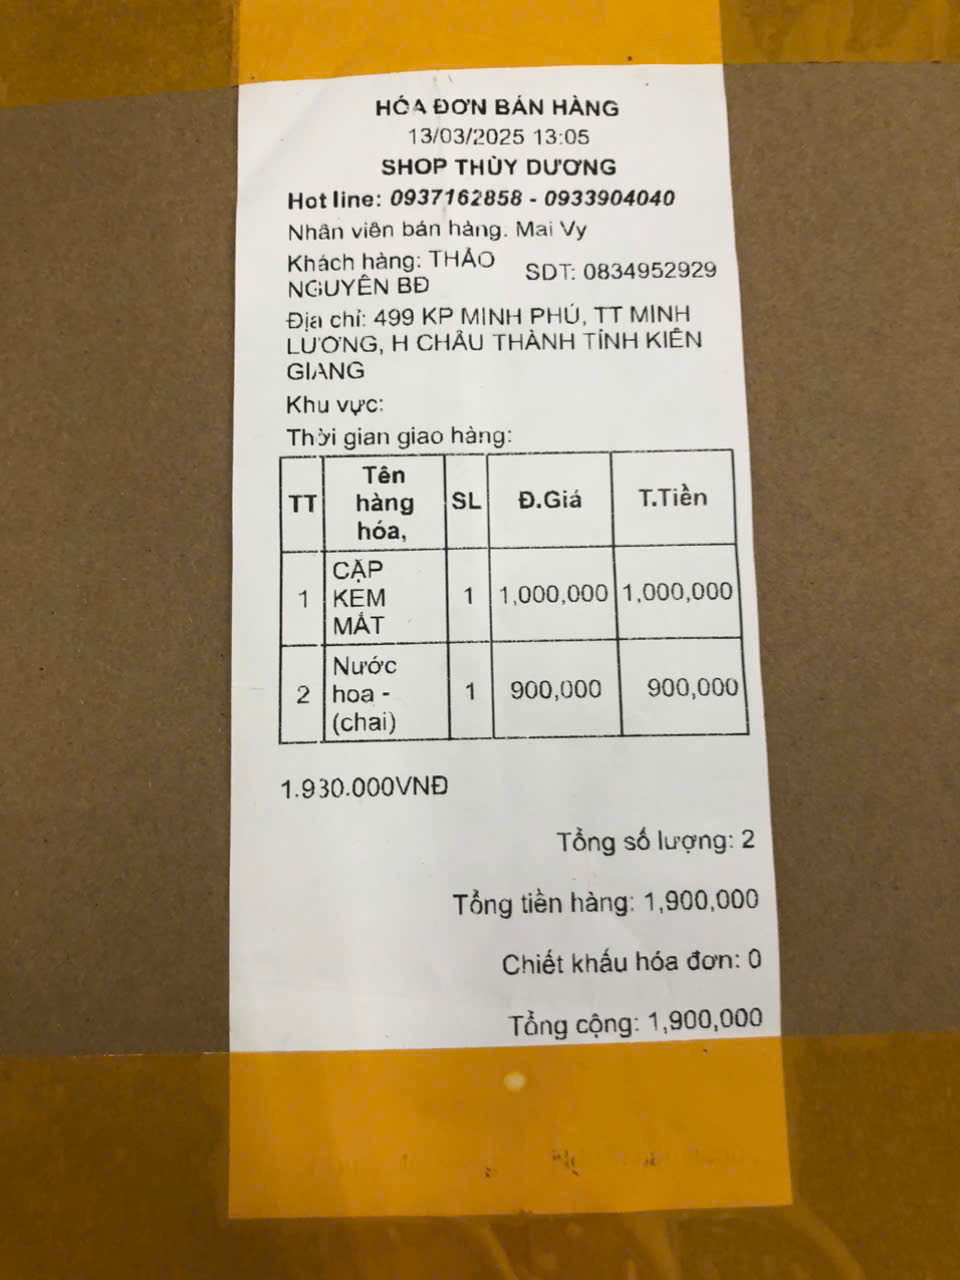 HÓA ĐƠN BÁN HÀNG
13/03/2025 13:05
SHOP THÙY DƯƠNG
Hot line: 0937162858 - 0933904040
Nhân viên bán hàng: Mai Vy
Khách hàng: THẢO NGUYÊN BĐ SDT: 0834952929
Địa chỉ: 499 KP MINH PHÚ, TT MINH
LƯƠNG, H CHÂU THÀNH TỈNH KIÊN
GIANG
Khu vực:
Thời gian giao hàng:
TT Tên hàng hóa, SL Đ.Giá T.Tiền
1 CẶP KEM MẮT 1 1,000,000 1,000,000
2 Nước hoa - (chai) 1 900,000 900,000
1.930.000VNĐ
Tổng số lượng: 2
Tổng tiền hàng: 1,900,000
Chiết khấu hóa đơn: 0
Tổng cộng: 1,900,000